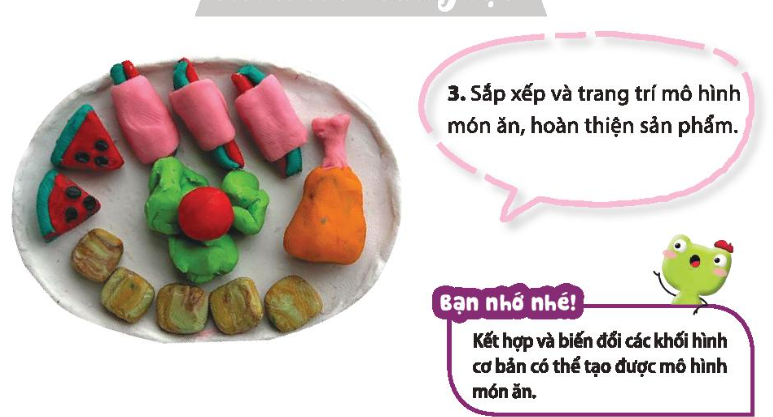 3. Sắp xếp và trang trí mô hình
món ăn, hoàn thiện sản phẩm.
Bạn nhớ nhé!
Kết hợp và biến đổi các khối hình
cơ bản có thể tạo được mô hình
món ăn.